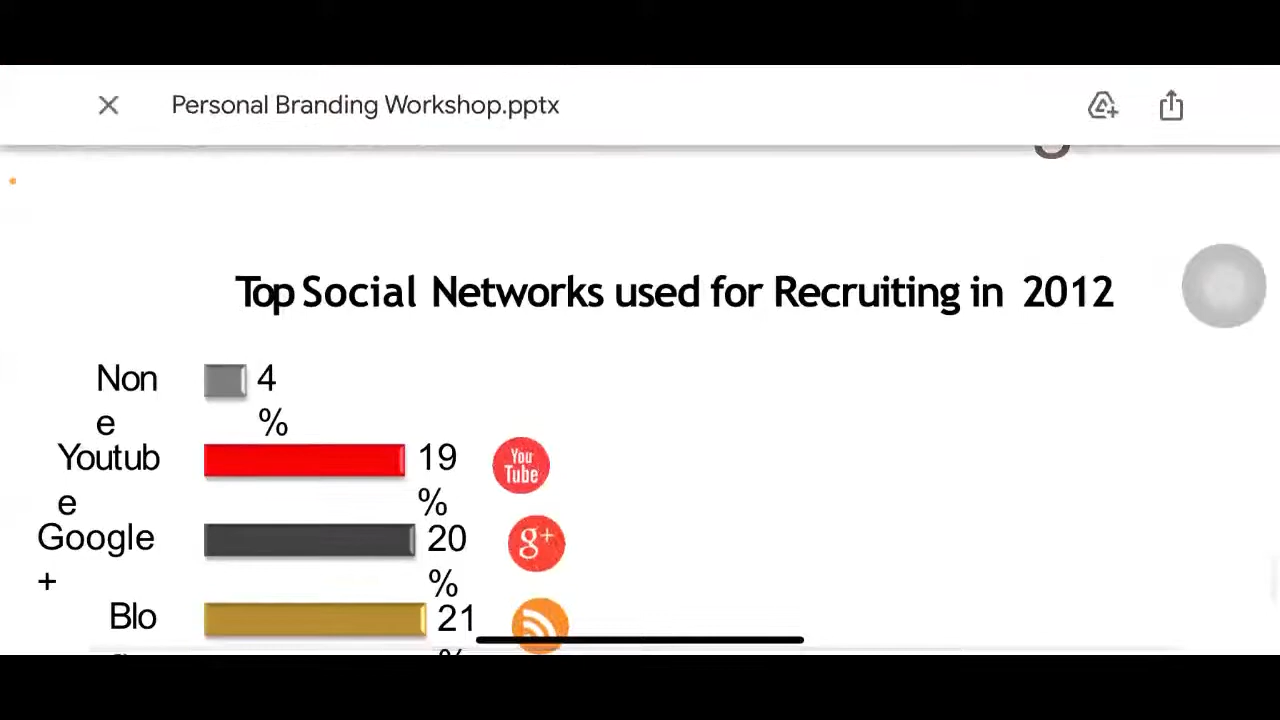 Personal Branding Workshop.pptx
Top Social Networks used for Recruiting in 2012
Non
e
4
%
Youtub
e
19
%
You
Tube
Google
+
20
%
g+
Blo
21